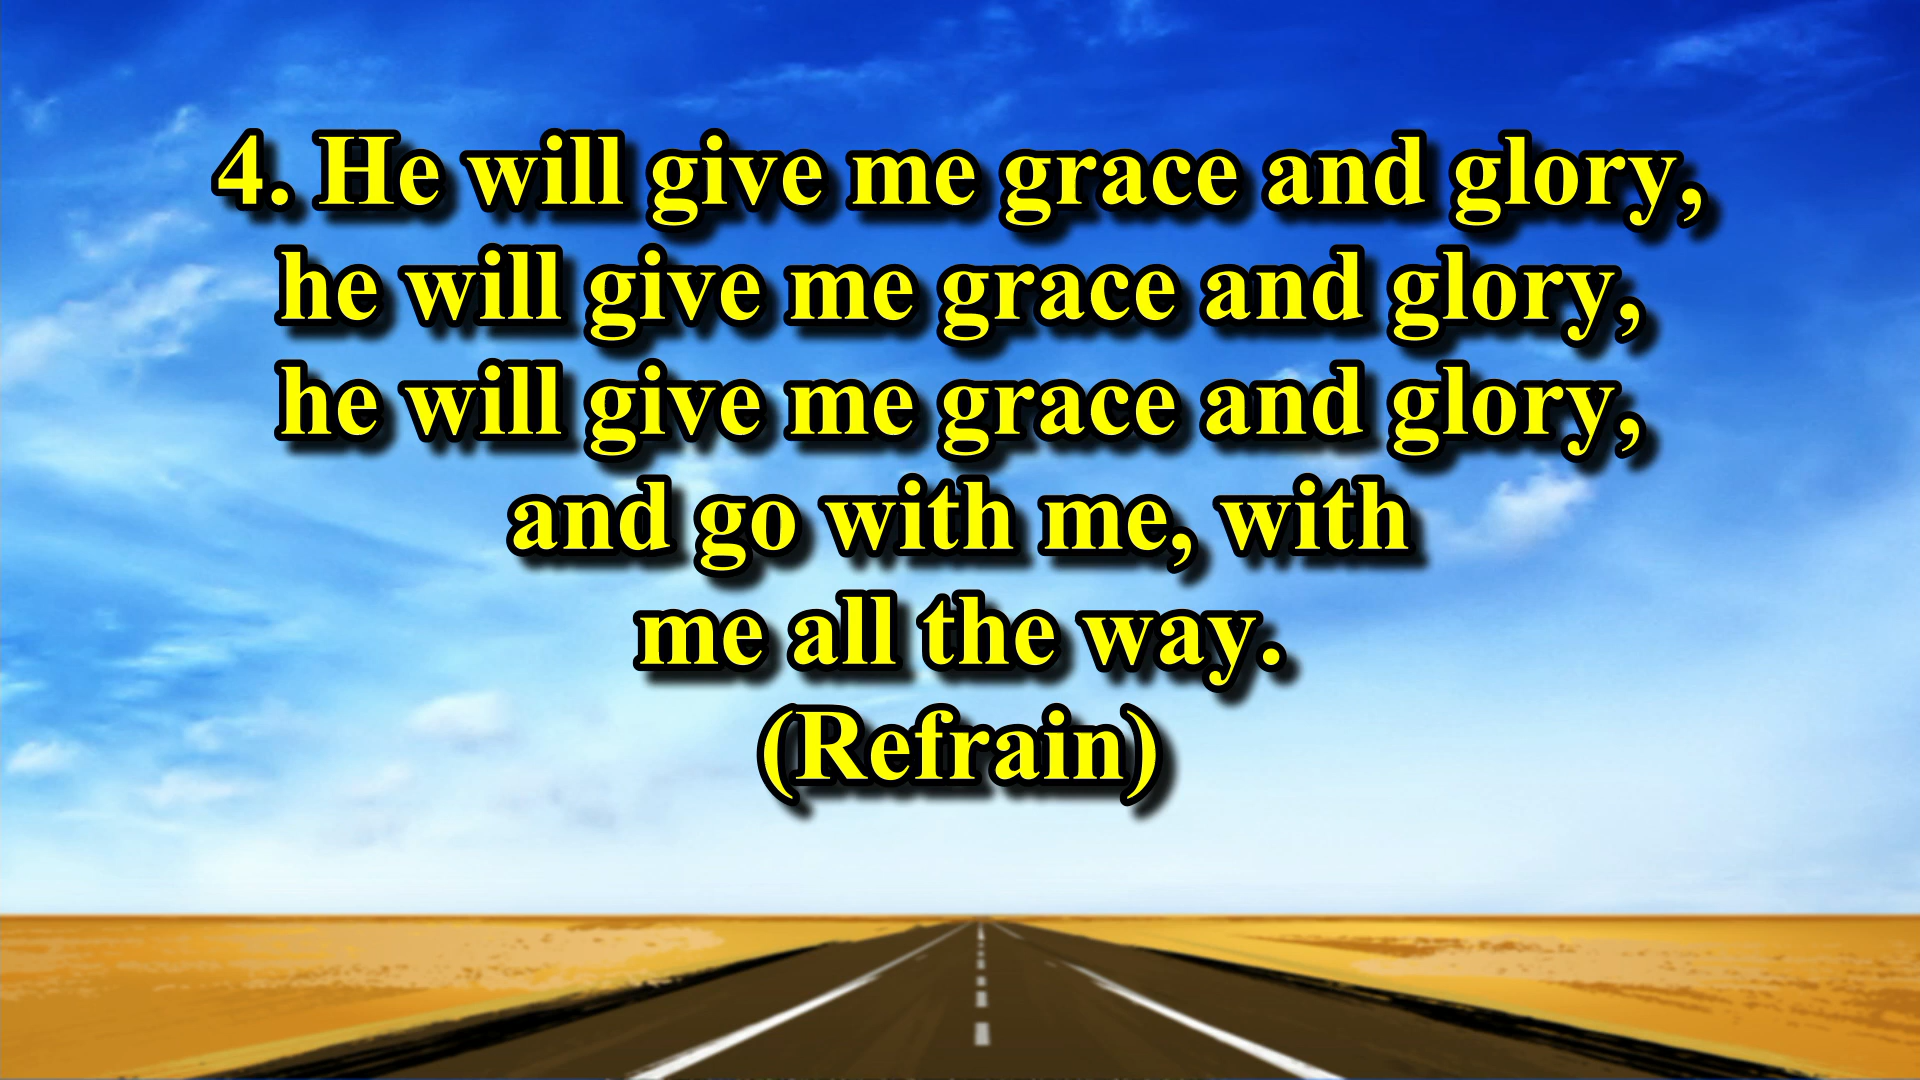 4. He will give me grace and glory,
he will give me grace and glory,
he will give me grace and glory,
and go with me, with
me all the way.
(Refrain)